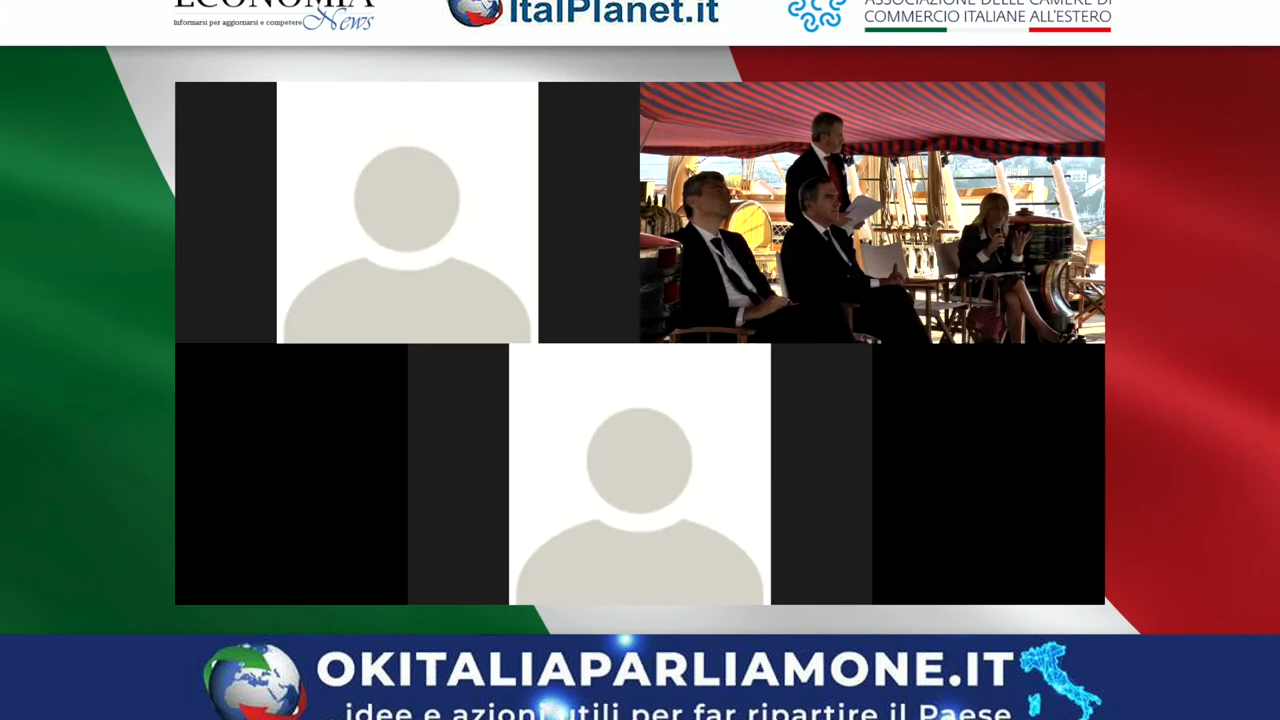 ECONOMIA
Informarsi per aggiornarsi e competere News
ItalPlanet.it
ASSOCIAZIONE DELLE CAMERE DI
COMMERCIO ITALIANE ALL'ESTERO
OKITALIAPARLIAMONE.IT
idee e azioni utili per far ripartire il Paese